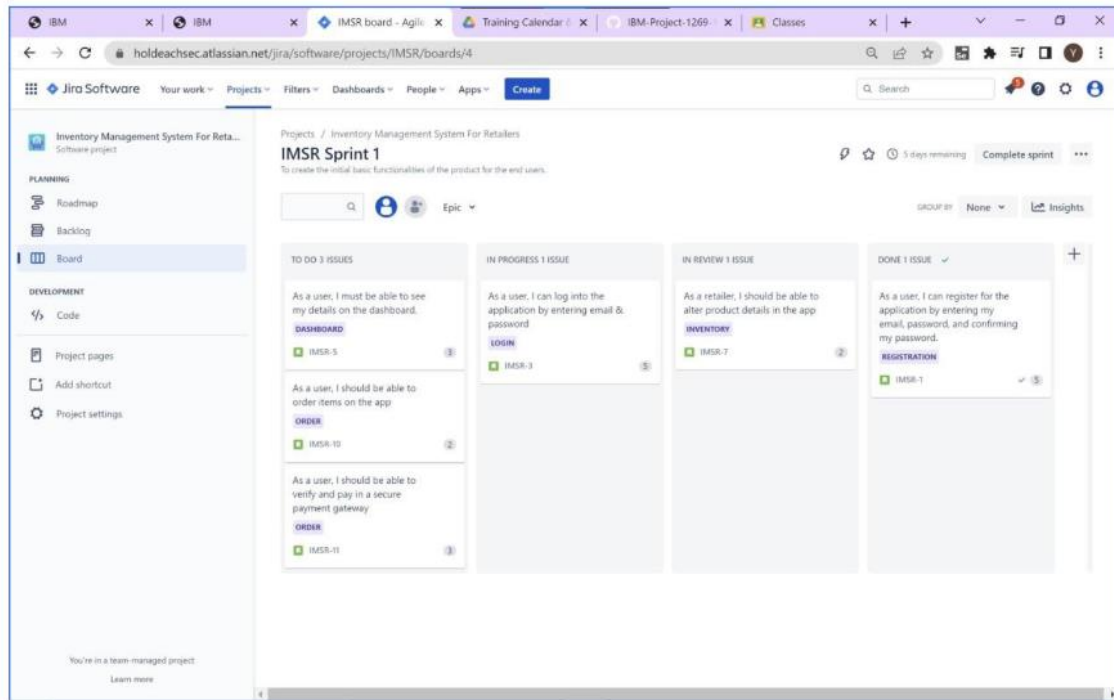 IBM
IBM
IMSR board - Agile
Training Calendar &
IBM-Project-1269-
Classes
holdeachsec.atlassian.net/jira/software/projects/IMSR/boards/4
Y
Jira Software
Your work
Projects
Filters
Dashboards
People
Apps
Create
Search
Inventory Management System For Reta...
Software project
PLANNING
Roadmap
Backlog
Board
DEVELOPMENT
Code
Project pages
Add shortcut
Project settings
You're in a team-managed project
Learn more
Projects / Inventory Management System For Retailers
IMSR Sprint 1
To create the initial basic functionalities of the product for the end users.
5 days remaining
Complete sprint
Epic
GROUP BY None
Insights
TO DO 3 ISSUES
As a user, I must be able to see
my details on the dashboard.
DASHBOARD
IMSR-5 3
As a user, I should be able to
order items on the app
ORDER
IMSR-10 2
As a user, I should be able to
verify and pay in a secure
payment gateway
ORDER
IMSR-11 3
IN PROGRESS 1 ISSUE
As a user, I can log into the
application by entering email &
password
LOGIN
IMSR-3 5
IN REVIEW 1 ISSUE
As a retailer, I should be able to
alter product details in the app
INVENTORY
IMSR-7 2
DONE 1 ISSUE
As a user, I can register for the
application by entering my
email, password, and confirming
my password.
REGISTRATION
IMSR-1 5